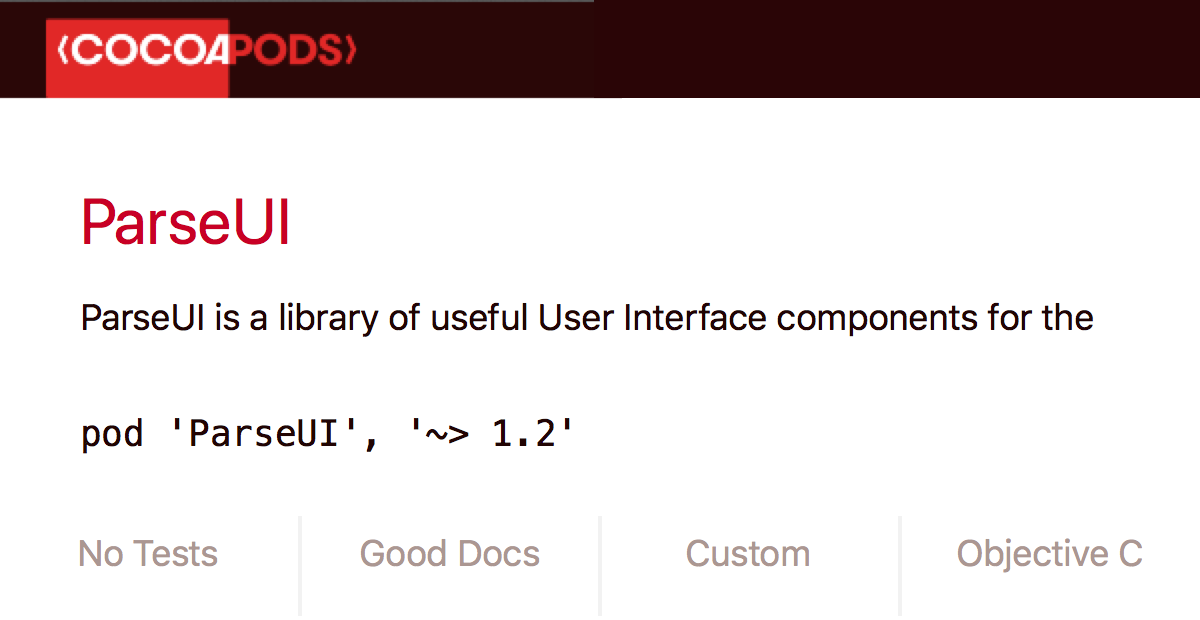 ⟨COCOAPODS⟩
ParseUI
ParseUI is a library of useful User Interface components for the
pod 'ParseUI', '~> 1.2'
No Tests
Good Docs
Custom
Objective C